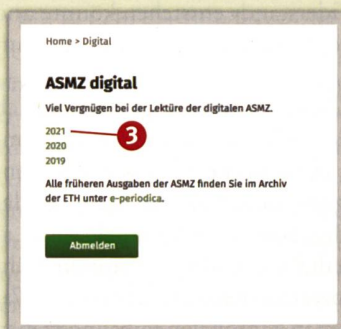 Home > Digital
ASMZ digital
Viel Vergnügen bei der Lektüre der digitalen ASMZ.
2021
3
2020
2019
Alle früheren Ausgaben der ASMZ finden Sie im Archiv
der ETH unter e-periodica.
Abmelden